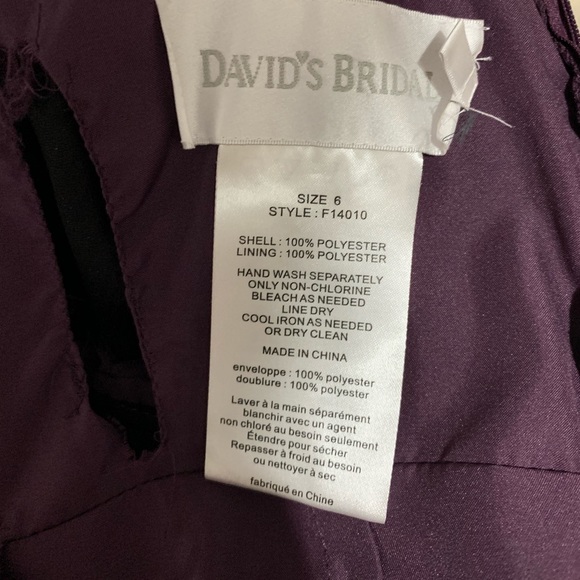 DAVID'S BRIDAL
SIZE 6
STYLE : F14010
SHELL : 100% POLYESTER
LINING : 100% POLYESTER
HAND WASH SEPARATELY
ONLY NON-CHLORINE
BLEACH AS NEEDED
LINE DRY
COOL IRON AS NEEDED
OR DRY CLEAN
MADE IN CHINA
enveloppe : 100% polyester
doublure : 100% polyester
Laver à la main séparément
blanchir avec un agent
non chloré au besoin seulement
Étendre pour sécher
Repasser à froid au besoin
ou nettoyer à sec
fabriqué en Chine